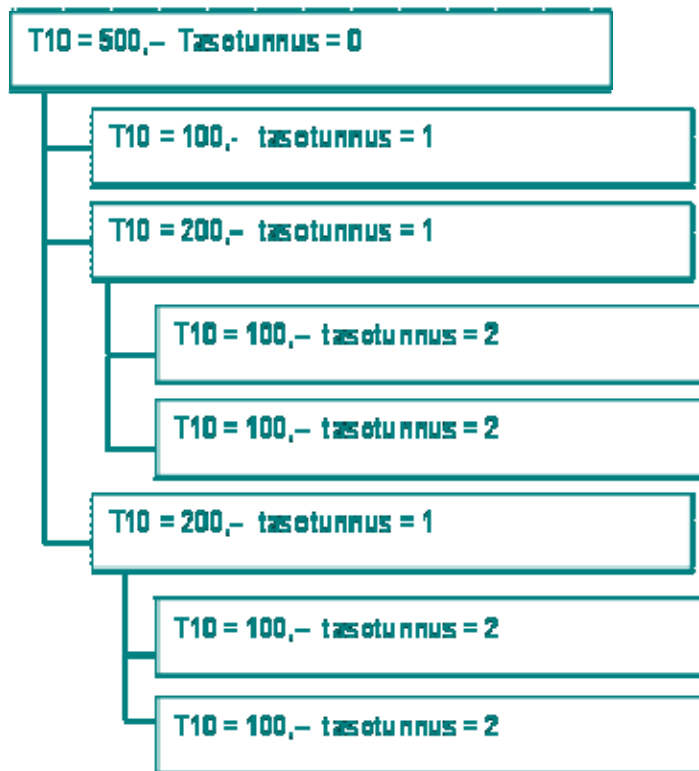 T10 = 500,– Tasotunnus = 0
T10 = 100,- tasotunnus = 1
T10 = 200,– tasotunnus = 1
T10 = 100,– tasotunnus = 2
T10 = 100,– tasotunnus = 2
T10 = 200,– tasotunnus = 1
T10 = 100,– tasotunnus = 2
T10 = 100,– tasotunnus = 2